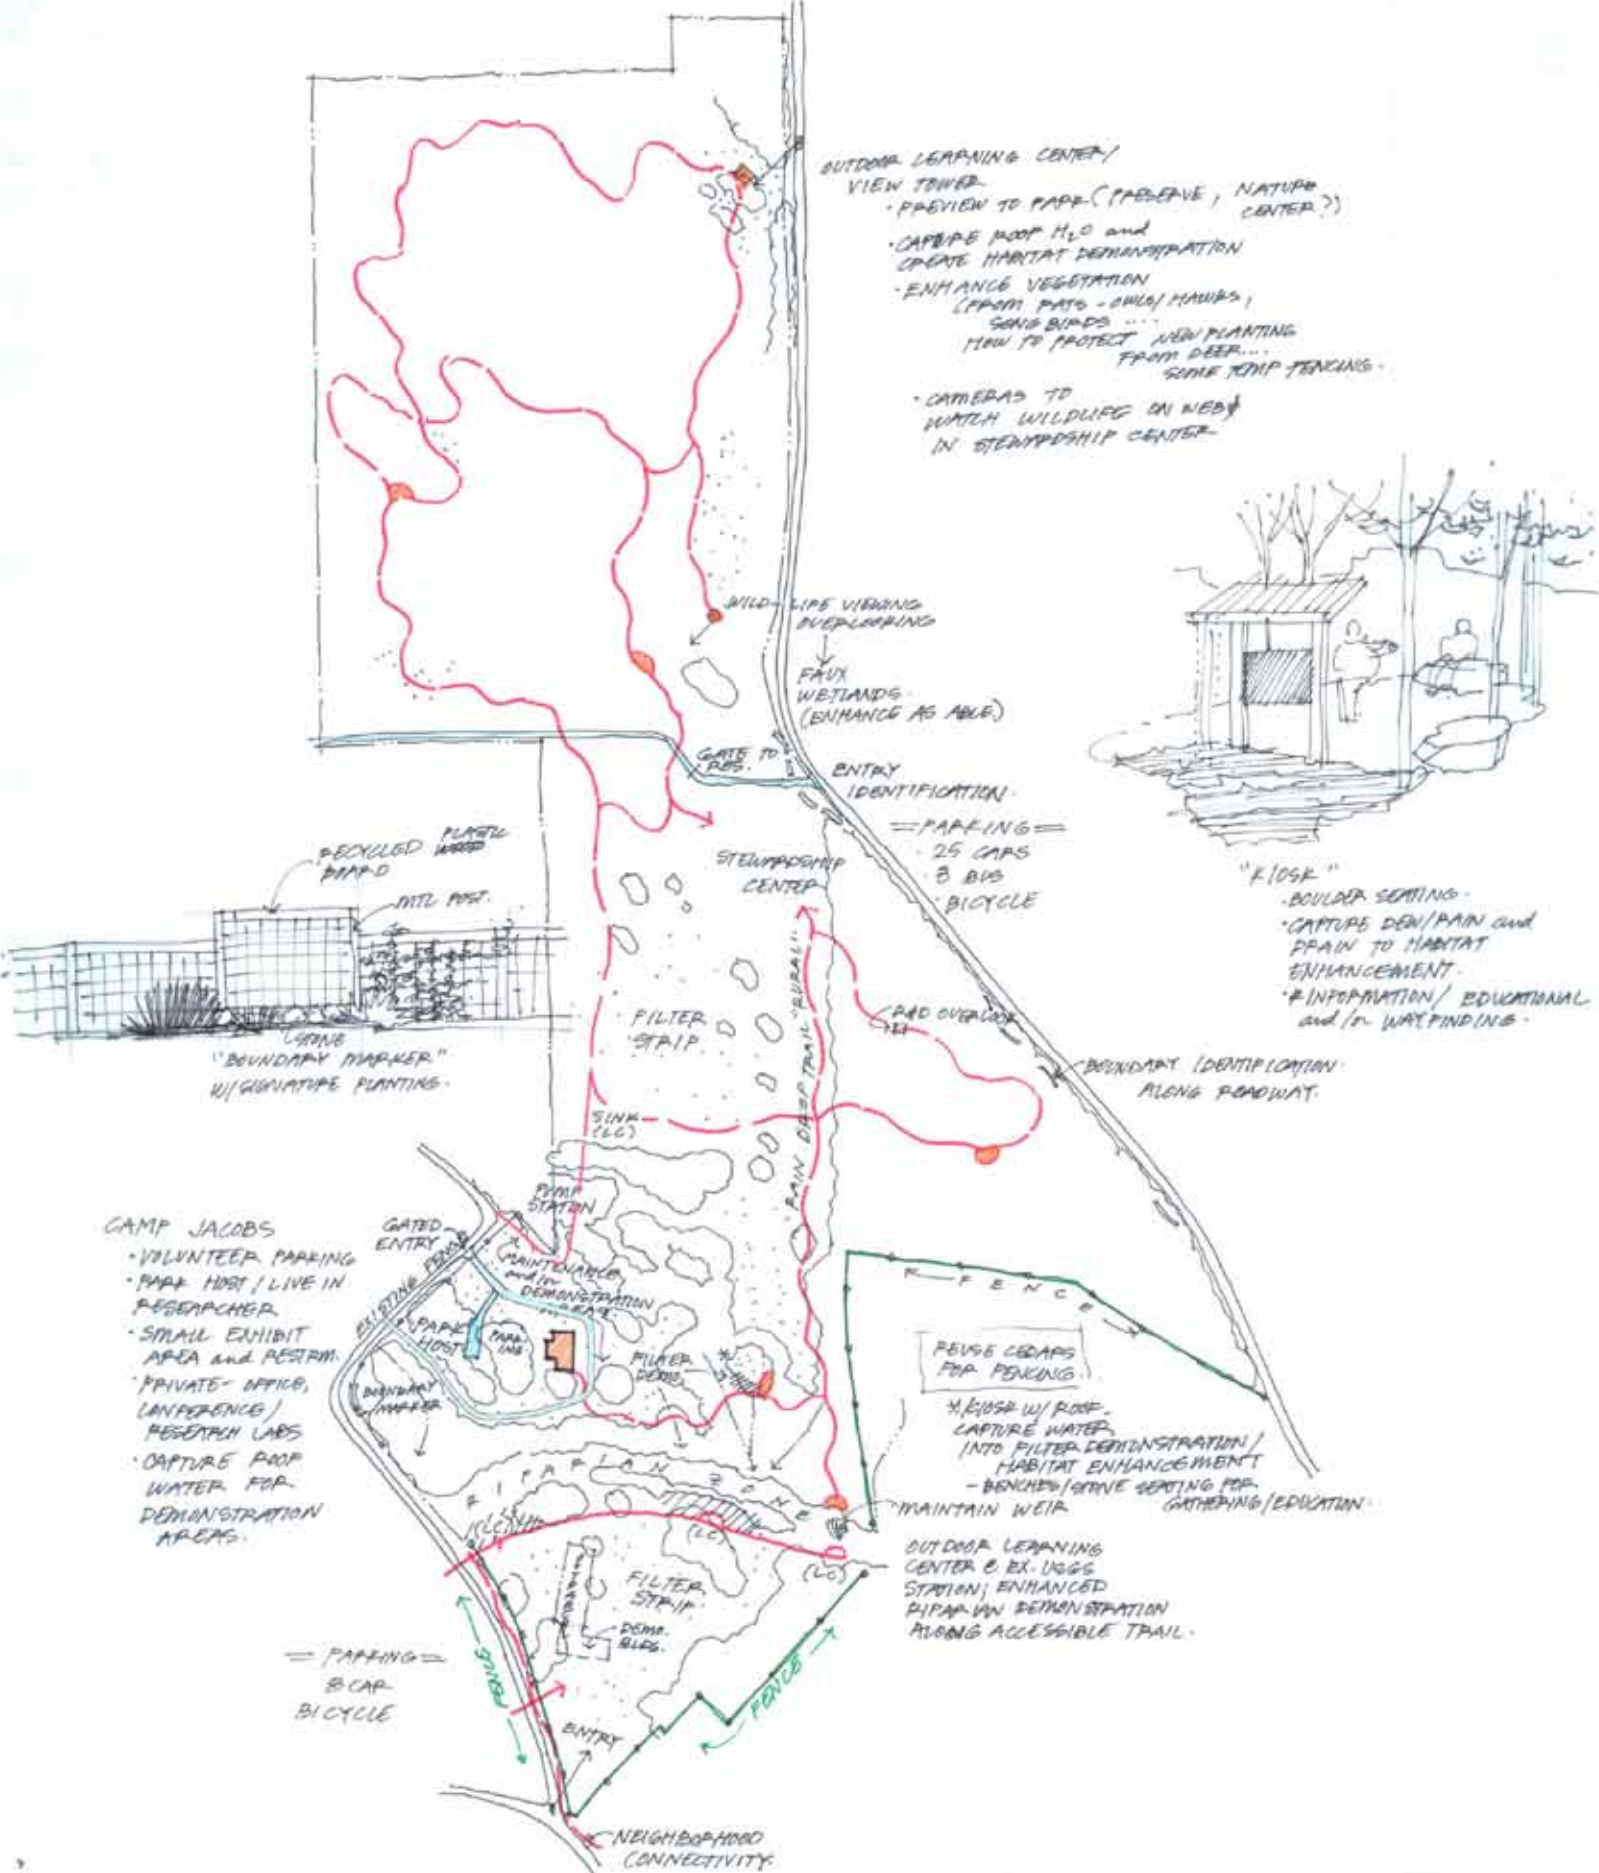 OUTDOOR LEARNING CENTER/
VIEW TOWER
• PREVIEW TO PARK (PRESERVE, NATURE
CENTER?)
• CAPTURE ROOF H2O and
CREATE HABITAT DEMONSTRATION
• ENHANCE VEGETATION
(FROM RATS - OWLS/HAWKS,
SONG BIRDS ....
HOW TO PROTECT NEW PLANTING
FROM DEER....
SOME TEMP FENCING.
• CAMERAS TO
WATCH WILDLIFE ON WEB
IN STEWARDSHIP CENTER
WILD-LIFE VIEWING
OVERLOOKING
FAUX
WETLANDS.
(ENHANCE AS ABLE)
GATE TO
RES.
ENTRY
IDENTIFICATION.
= PARKING =
• 25 CARS
• 3 BUS
• BICYCLE
STEWARDSHIP
CENTER
"KIOSK"
• BOULDER SEATING.
• CAPTURE DEW/RAIN and
DRAIN TO HABITAT
ENHANCEMENT.
• INFORMATION/EDUCATIONAL
and/or WAYFINDING.
RECYCLED PLASTIC
BOARD
MTL POST.
STONE
"BOUNDARY MARKER"
W/SIGNATURE PLANTING.
FILTER
STRIP
RAIN DROP TRAIL "RURAL"
OVERLOOK
BOUNDARY IDENTIFICATION
ALONG ROADWAY.
SINK
(LC)
PUMP
STATION
CAMP JACOBS
• VOLUNTEER PARKING
• PARK HOST/LIVE IN
RESEARCHER
• SMALL EXHIBIT
AREA and RESTRM.
• PRIVATE - OFFICE,
CONFERENCE/
RESEARCH LABS
• CAPTURE ROOF
WATER FOR
DEMONSTRATION
AREAS.
GATED
ENTRY
EXISTING FENCE
MAINTENANCE
and/or
DEMONSTRATION
AREAS.
PARK
HOST
PARK-
ING
FILTER
DEMO.
BOUNDARY
MARKER
FENCE
REUSE CEDARS
FOR FENCING.
* KIOSK W/ ROOF-
CAPTURE WATER
INTO FILTER DEMONSTRATION/
HABITAT ENHANCEMENT
- BENCHES/STONE SEATING FOR
GATHERING/EDUCATION.
RIPARIAN ZONE
MAINTAIN WEIR
(LC)
(LC)
(LC)
OUTDOOR LEARNING
CENTER @ EX. USGS
STATION; ENHANCED
RIPARIAN DEMONSTRATION
ALONG ACCESSIBLE TRAIL.
FILTER
STRIP
DEMO.
BLDG.
= PARKING =
8 CAR
BICYCLE
FENCE
FENCE
ENTRY
NEIGHBORHOOD
CONNECTIVITY.